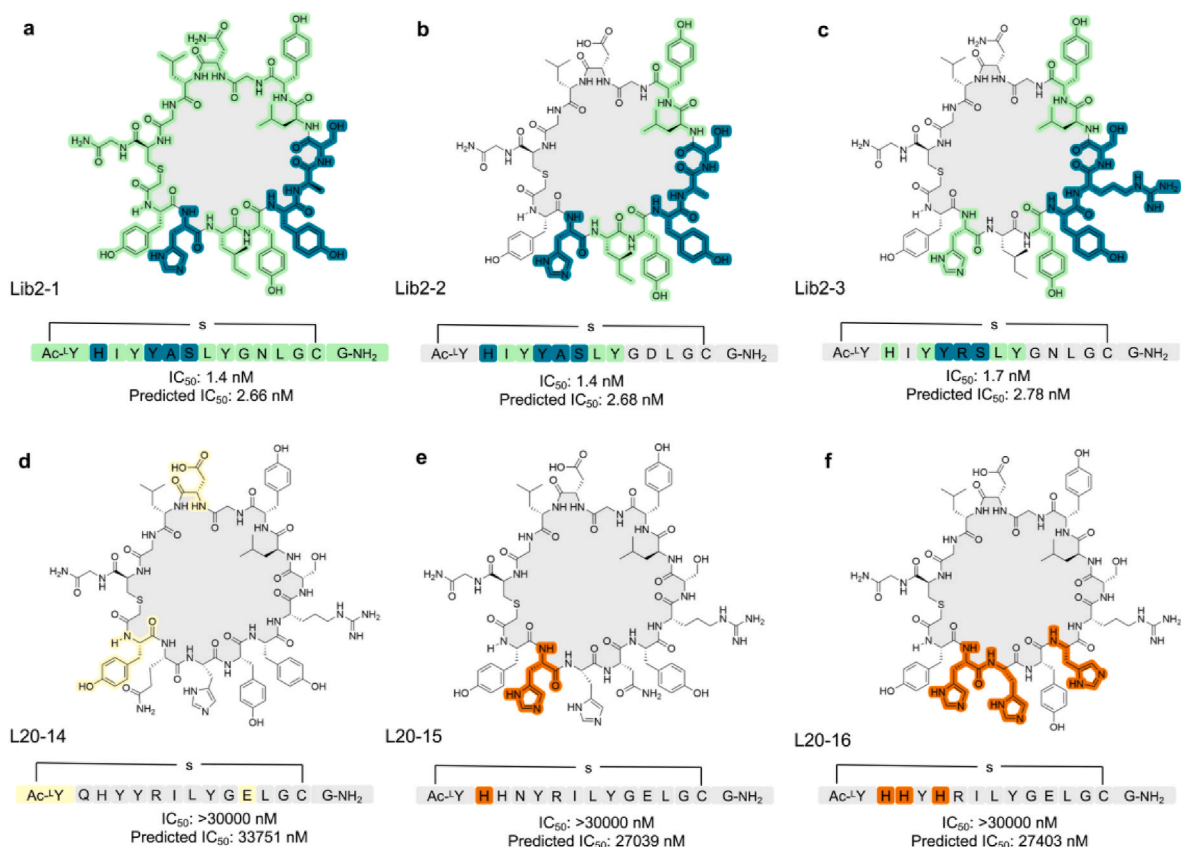 a
b
c
Lib2-1
Lib2-2
Lib2-3
S
Ac-ᴸY H I Y Y A S L Y G N L G C G-NH₂
IC₅₀: 1.4 nM
Predicted IC₅₀: 2.66 nM
S
Ac-ᴸY H I Y Y A S L Y G D L G C G-NH₂
IC₅₀: 1.4 nM
Predicted IC₅₀: 2.68 nM
S
Ac-ᴸY H I Y Y R S L Y G N L G C G-NH₂
IC₅₀: 1.7 nM
Predicted IC₅₀: 2.78 nM
d
e
f
L20-14
L20-15
L20-16
S
Ac-ᴸY Q H Y Y R I L Y G E L G C G-NH₂
IC₅₀: >30000 nM
Predicted IC₅₀: 33751 nM
S
Ac-ᴸY H H N Y R I L Y G E L G C G-NH₂
IC₅₀: >30000 nM
Predicted IC₅₀: 27039 nM
S
Ac-ᴸY H H Y H R I L Y G E L G C G-NH₂
IC₅₀: >30000 nM
Predicted IC₅₀: 27403 nM